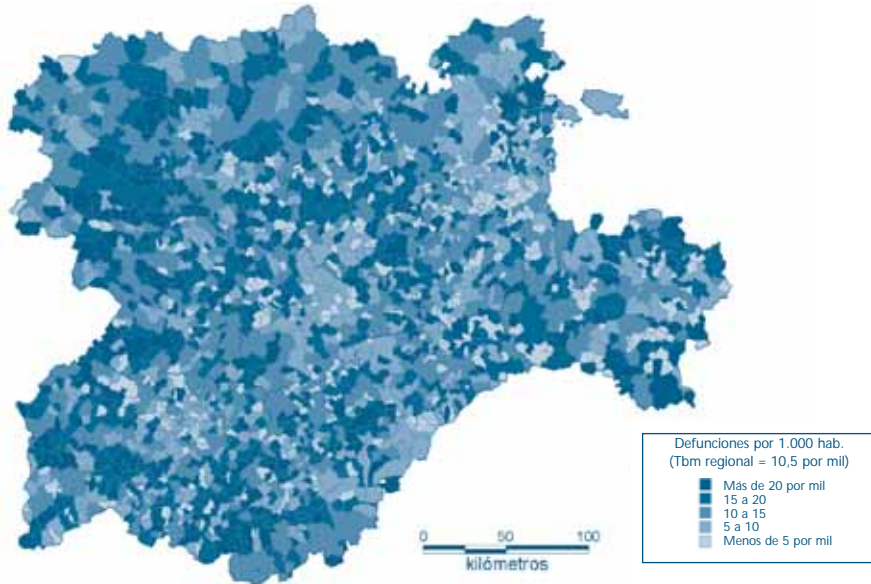 Defunciones por 1.000 hab.
(Tbm regional = 10,5 por mil)
Más de 20 por mil
15 a 20
10 a 15
5 a 10
Menos de 5 por mil
0 50 100
kilómetros